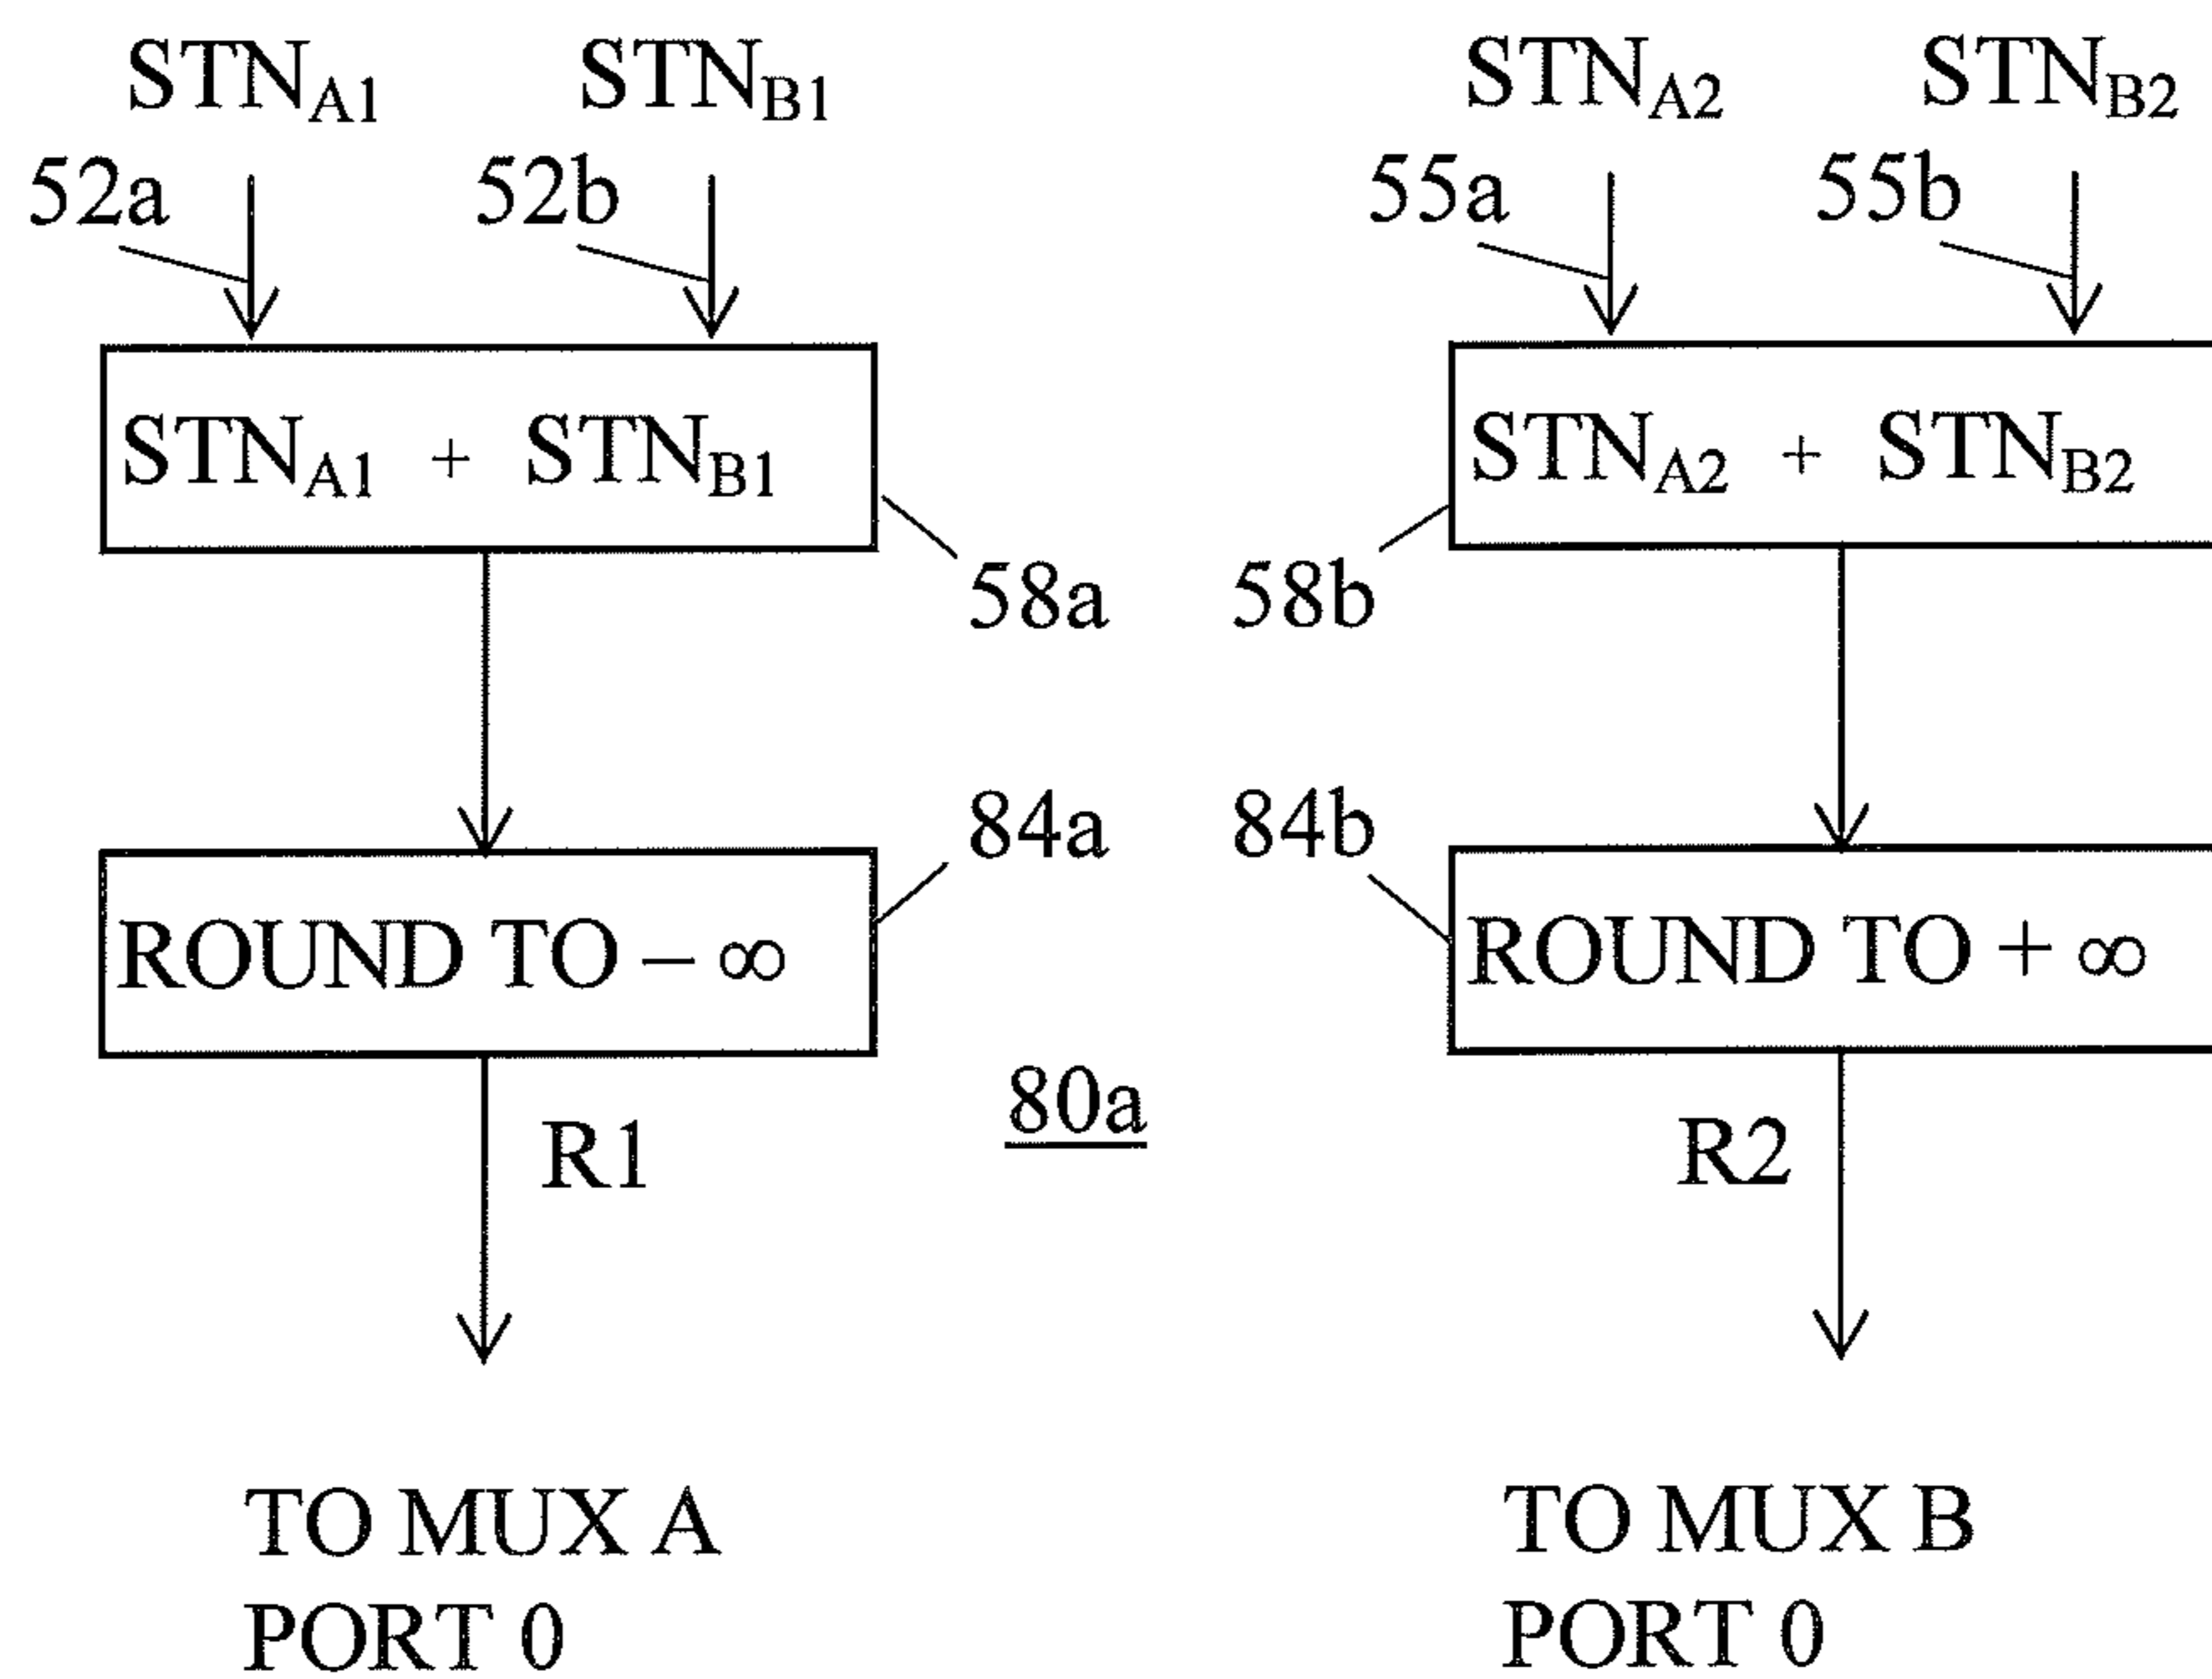 STN_A1 STN_B1 STN_A2 STN_B2
52a 52b 55a 55b
STN_A1 + STN_B1 STN_A2 + STN_B2
58a 58b
84a 84b
ROUND TO – ∞ ROUND TO + ∞
80a
R1 R2
TO MUX A
PORT 0
TO MUX B
PORT 0